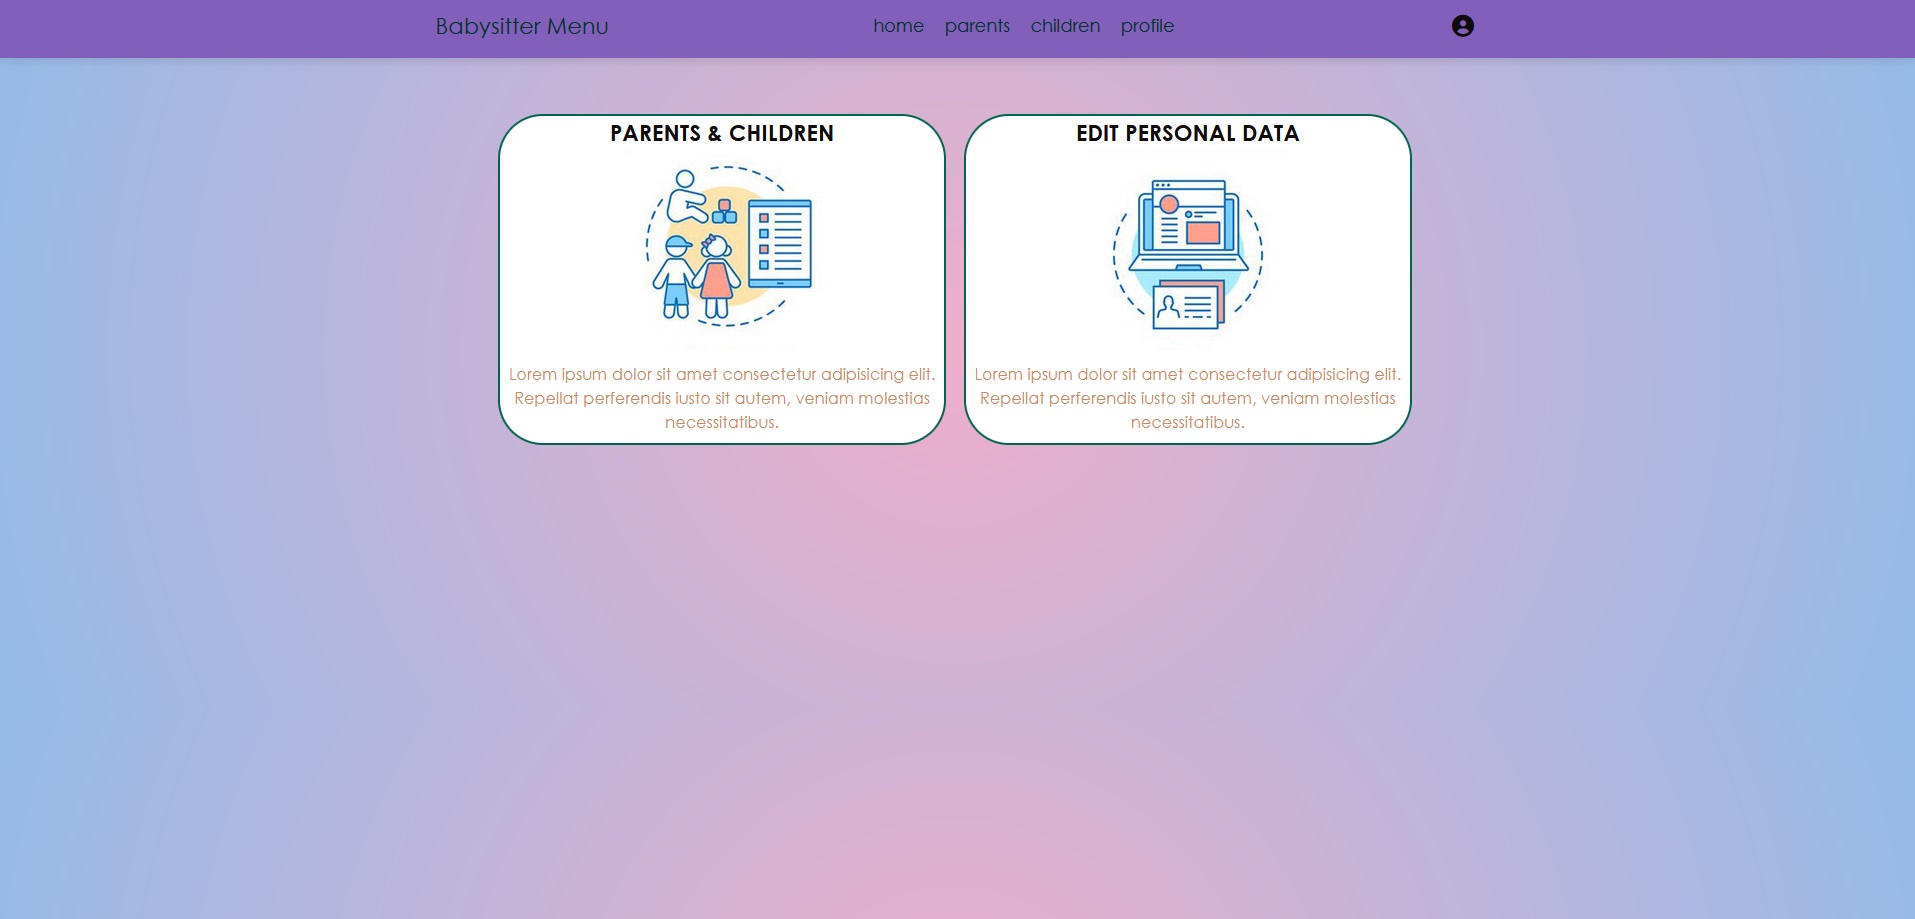 Babysitter Menu
home parents children profile
PARENTS & CHILDREN
Lorem ipsum dolor sit amet consectetur adipisicing elit.
Repellat perferendis iusto sit autem, veniam molestias
necessitatibus.
EDIT PERSONAL DATA
Lorem ipsum dolor sit amet consectetur adipisicing elit.
Repellat perferendis iusto sit autem, veniam molestias
necessitatibus.